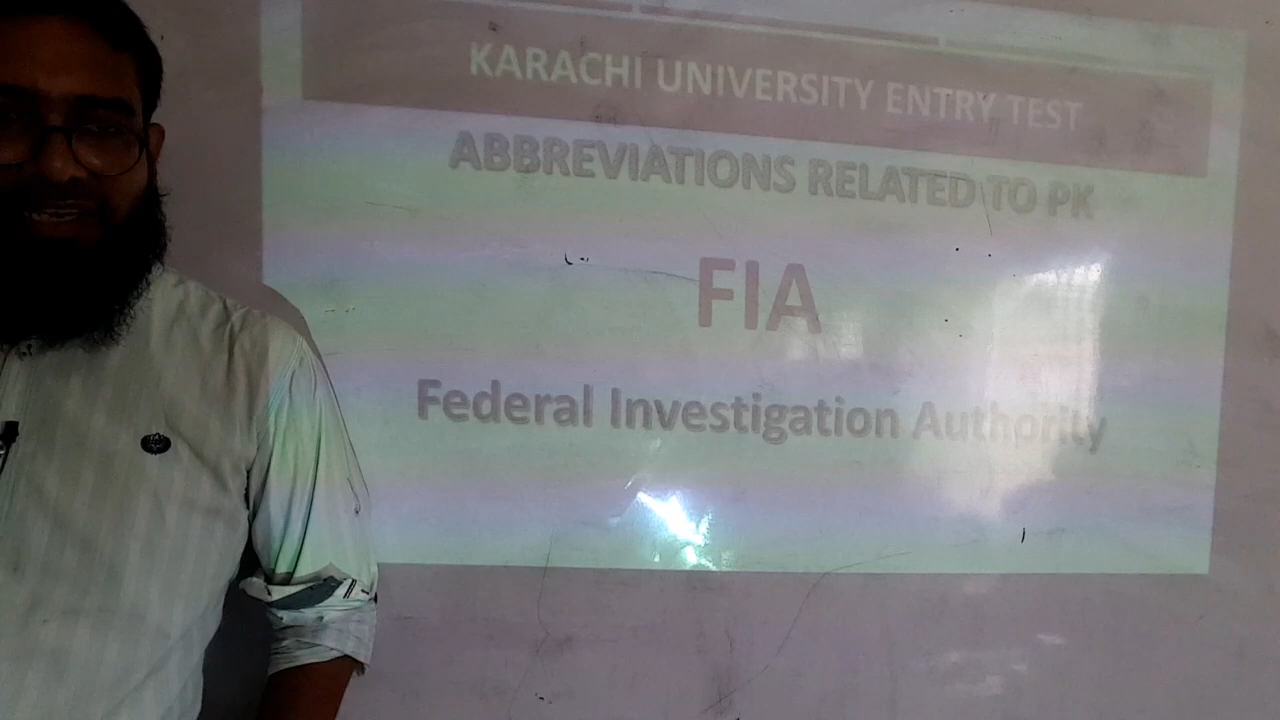 KARACHI UNIVERSITY ENTRY TEST
ABBREVIATIONS RELATED TO PK
FIA
Federal Investigation Authority